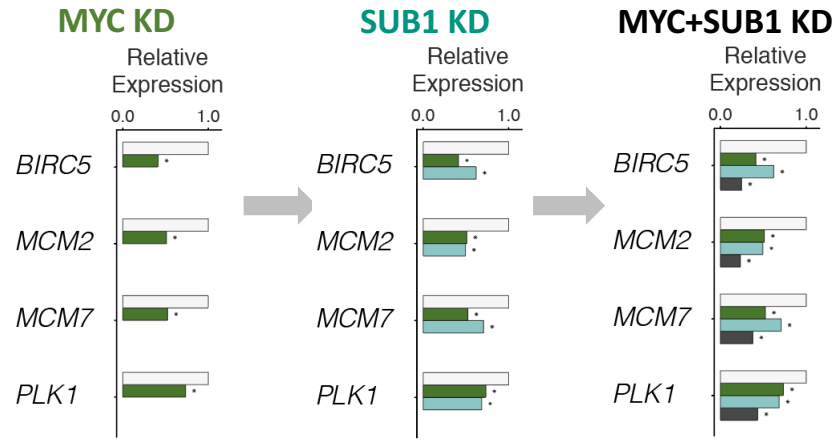 MYC KD
Relative
Expression
0.0 1.0
BIRC5
*
MCM2
*
MCM7
*
PLK1
*
SUB1 KD
Relative
Expression
0.0 1.0
BIRC5
*
*
MCM2
*
*
MCM7
*
*
PLK1
*
*
MYC+SUB1 KD
Relative
Expression
0.0 1.0
BIRC5
*
*
*
MCM2
*
*
*
MCM7
*
*
*
PLK1
*
*
*